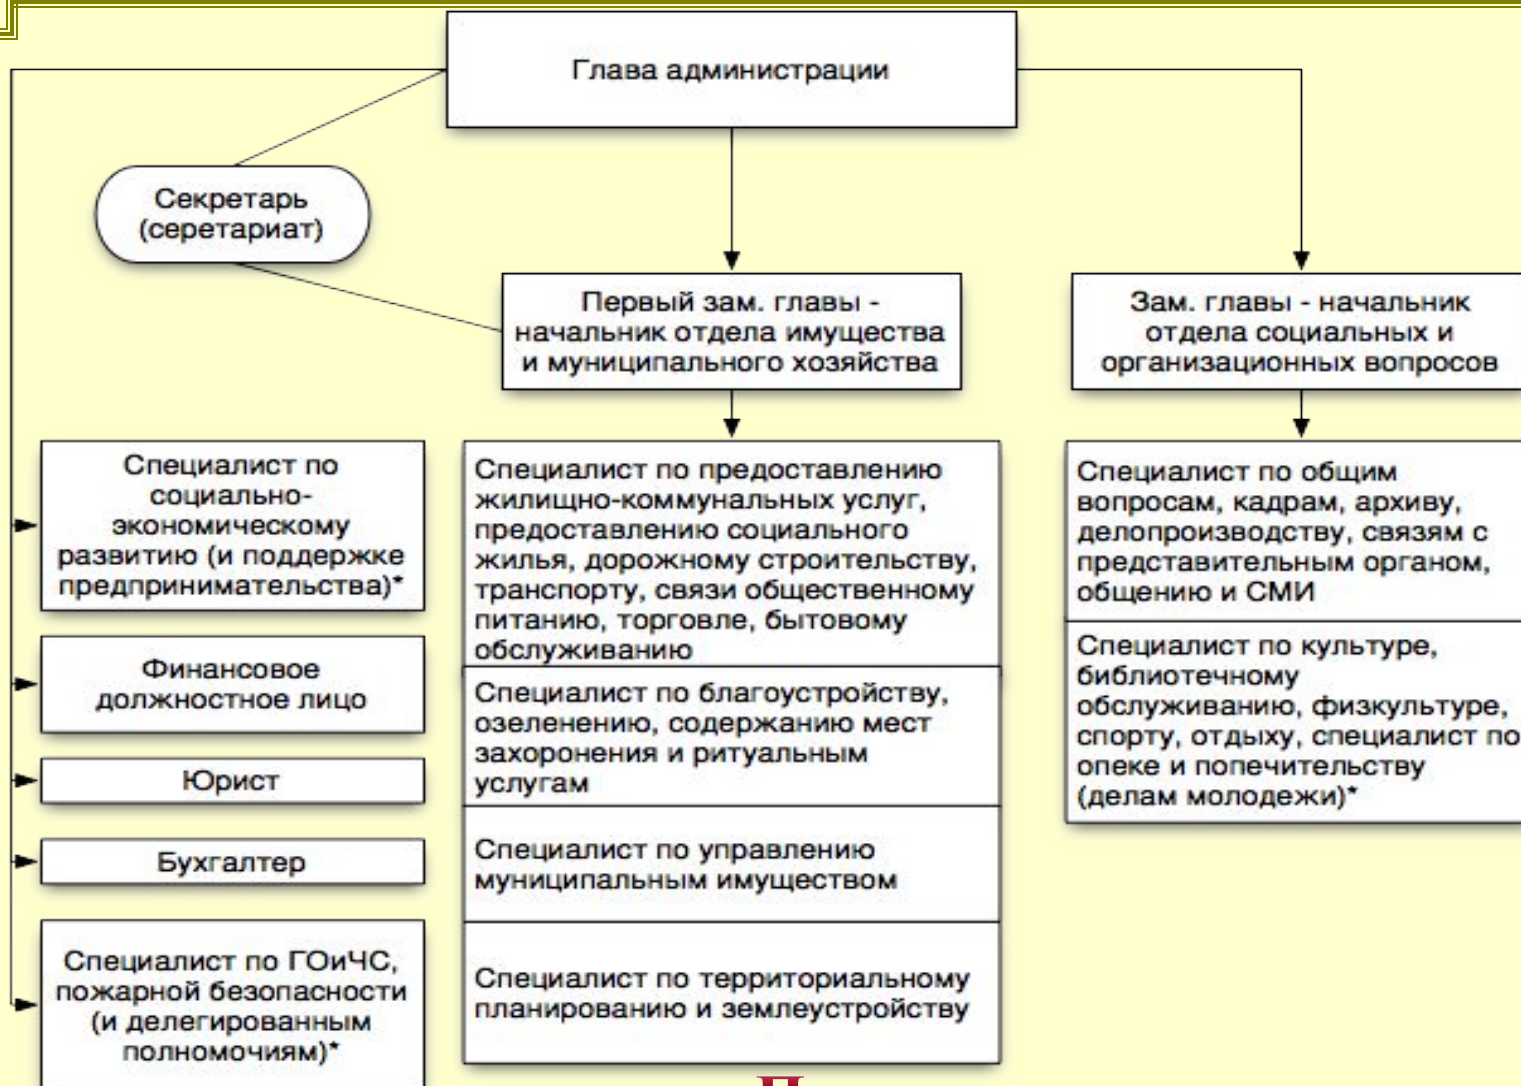 Глава администрации
Секретарь
(серетариат)
Первый зам. главы -
начальник отдела имущества
и муниципального хозяйства
Зам. главы - начальник
отдела социальных и
организационных вопросов
Специалист по
социально-
экономическому
развитию (и поддержке
предпринимательства)*
Финансовое
должностное лицо
Юрист
Бухгалтер
Специалист по ГОиЧС,
пожарной безопасности
(и делегированным
полномочиям)*
Специалист по предоставлению
жилищно-коммунальных услуг,
предоставлению социального
жилья, дорожному строительству,
транспорту, связи общественному
питанию, торговле, бытовому
обслуживанию
Специалист по благоустройству,
озеленению, содержанию мест
захоронения и ритуальным
услугам
Специалист по управлению
муниципальным имуществом
Специалист по территориальному
планированию и землеустройству
Специалист по общим
вопросам, кадрам, архиву,
делопроизводству, связям с
представительным органом,
общению и СМИ
Специалист по культуре,
библиотечному
обслуживанию, физкультуре,
спорту, отдыху, специалист по
опеке и попечительству
(делам молодежи)*